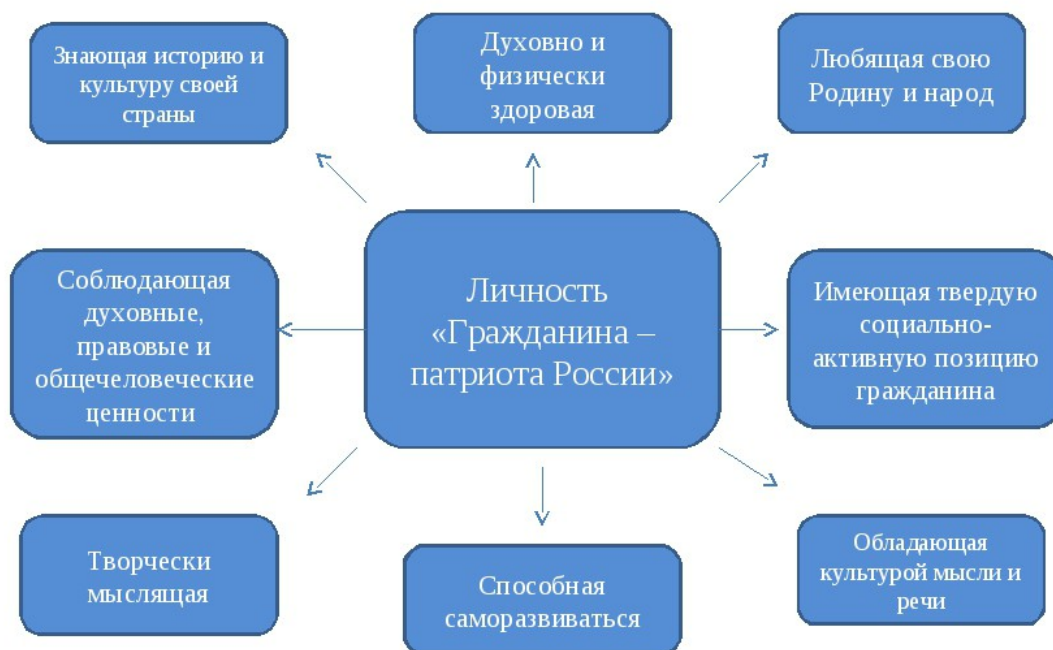 Знающая историю и
культуру своей
страны
Духовно и
физически
здоровая
Любящая свою
Родину и народ
Соблюдающая
духовные,
правовые и
общечеловеческие
ценности
Личность
«Гражданина –
патриота России»
Имеющая твердую
социально-
активную позицию
гражданина
Творчески
мыслящая
Способная
саморазвиваться
Обладающая
культурой мысли и
речи